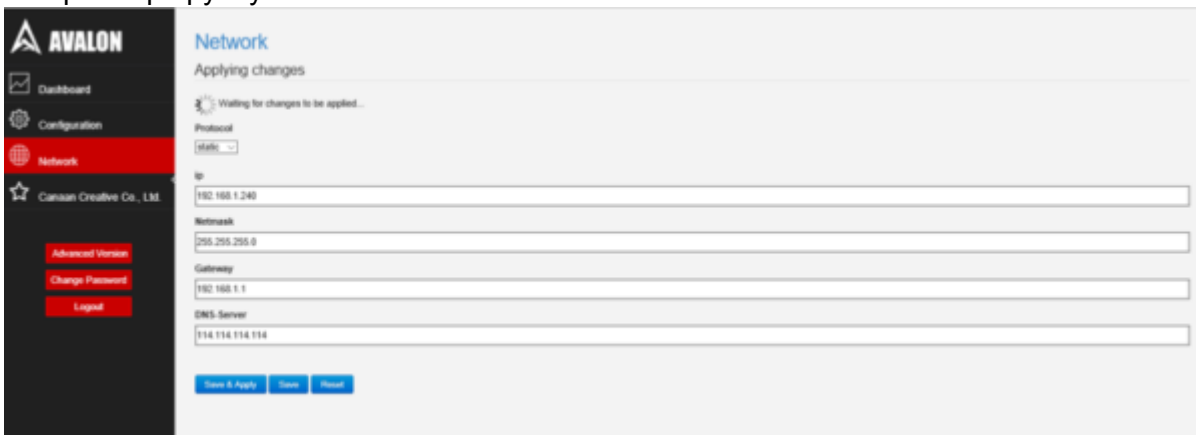 AVALON
Dashboard
Configuration
Network
Canaan Creative Co., Ltd.
Advanced Version
Change Password
Logout
Network
Applying changes
Waiting for changes to be applied...
Protocol
static
ip
192.168.1.240
Netmask
255.255.255.0
Gateway
192.168.1.1
DNS-Server
114.114.114.114
Save & Apply
Save
Reset